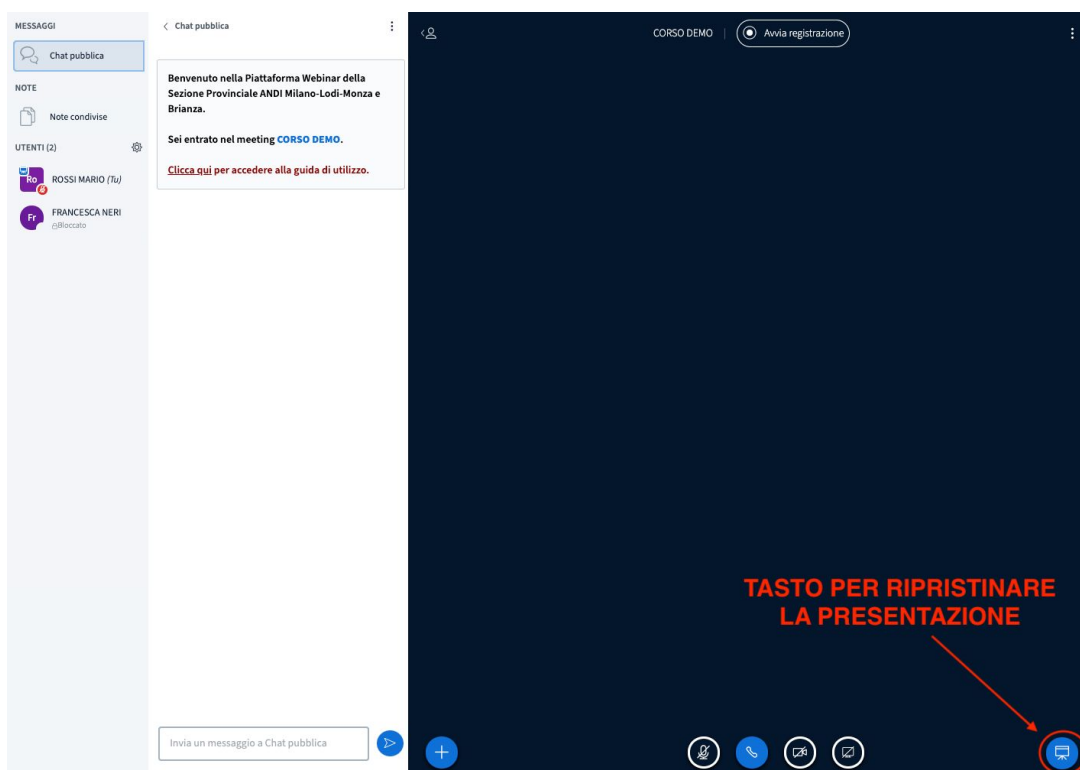 MESSAGGI
Chat pubblica
NOTE
Note condivise
UTENTI (2)
Ro
ROSSI MARIO (Tu)
Fr
FRANCESCA NERI
Bloccato
Chat pubblica
Benvenuto nella Piattaforma Webinar della
Sezione Provinciale ANDI Milano-Lodi-Monza e
Brianza.
Sei entrato nel meeting CORSO DEMO.
Clicca qui per accedere alla guida di utilizzo.
Invia un messaggio a Chat pubblica
CORSO DEMO
Avvia registrazione
TASTO PER RIPRISTINARE
LA PRESENTAZIONE